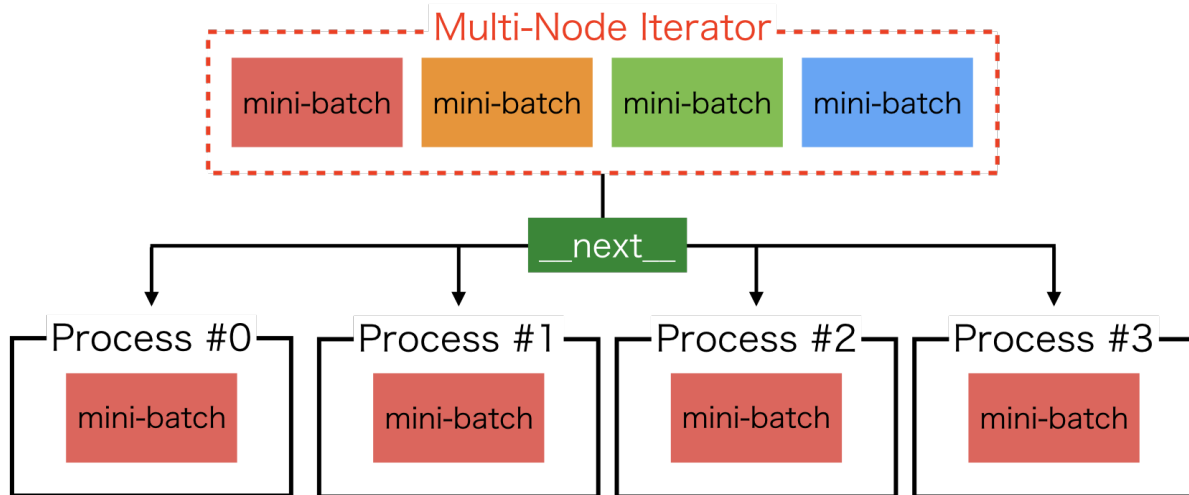 Multi-Node Iterator
mini-batch mini-batch mini-batch mini-batch
__next__
Process #0 Process #1 Process #2 Process #3
mini-batch mini-batch mini-batch mini-batch